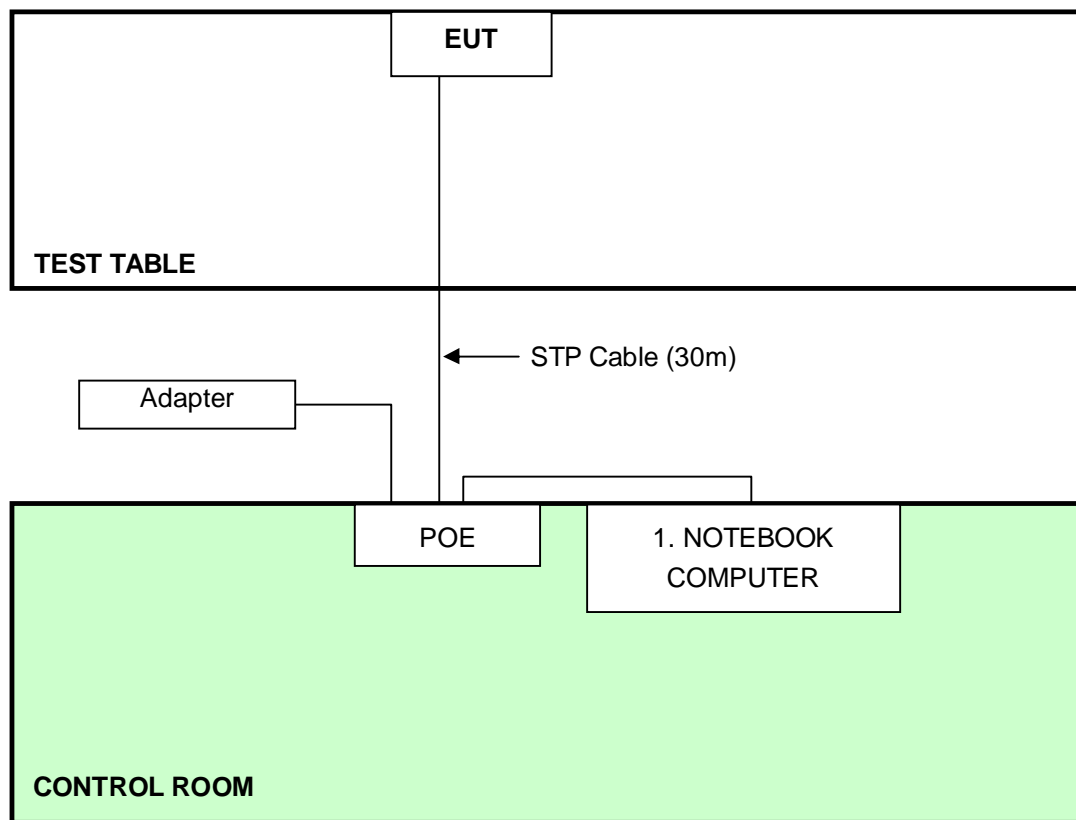 EUT
TEST TABLE
STP Cable (30m)
Adapter
POE
1. NOTEBOOK
COMPUTER
CONTROL ROOM